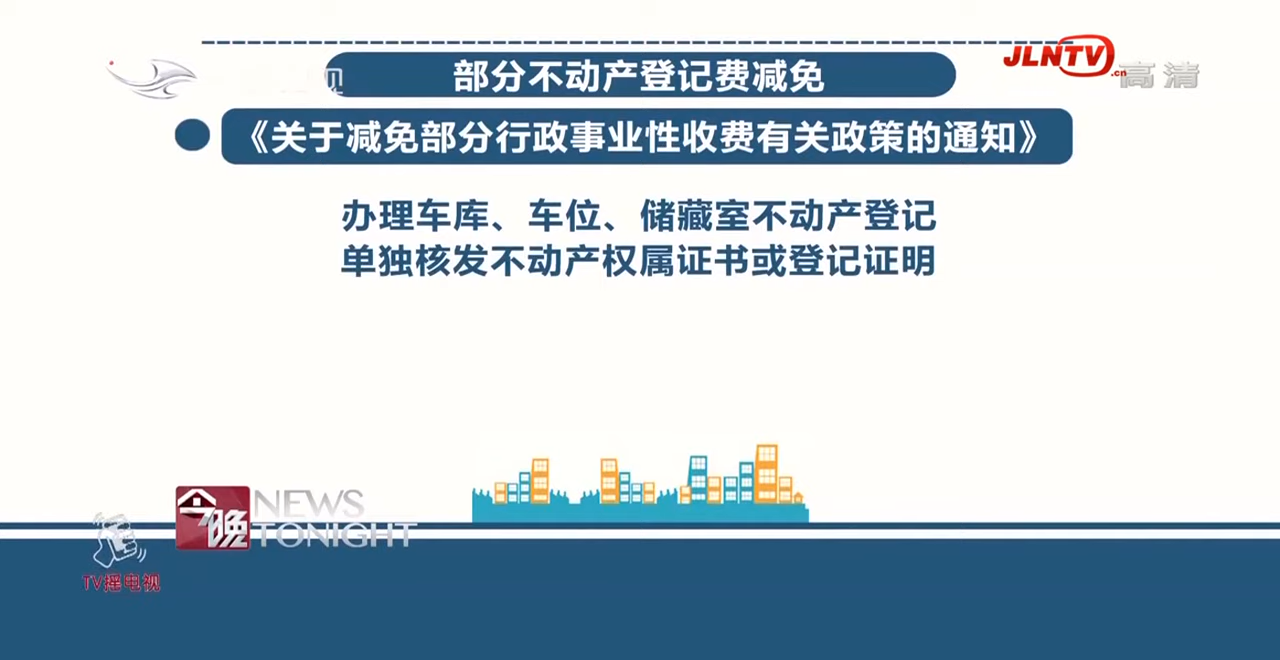 部分不动产登记费减免
JLNTV
.cn
高清
《关于减免部分行政事业性收费有关政策的通知》
办理车库、车位、储藏室不动产登记
单独核发不动产权属证书或登记证明
今晚
NEWS
TONIGHT
TV摇电视